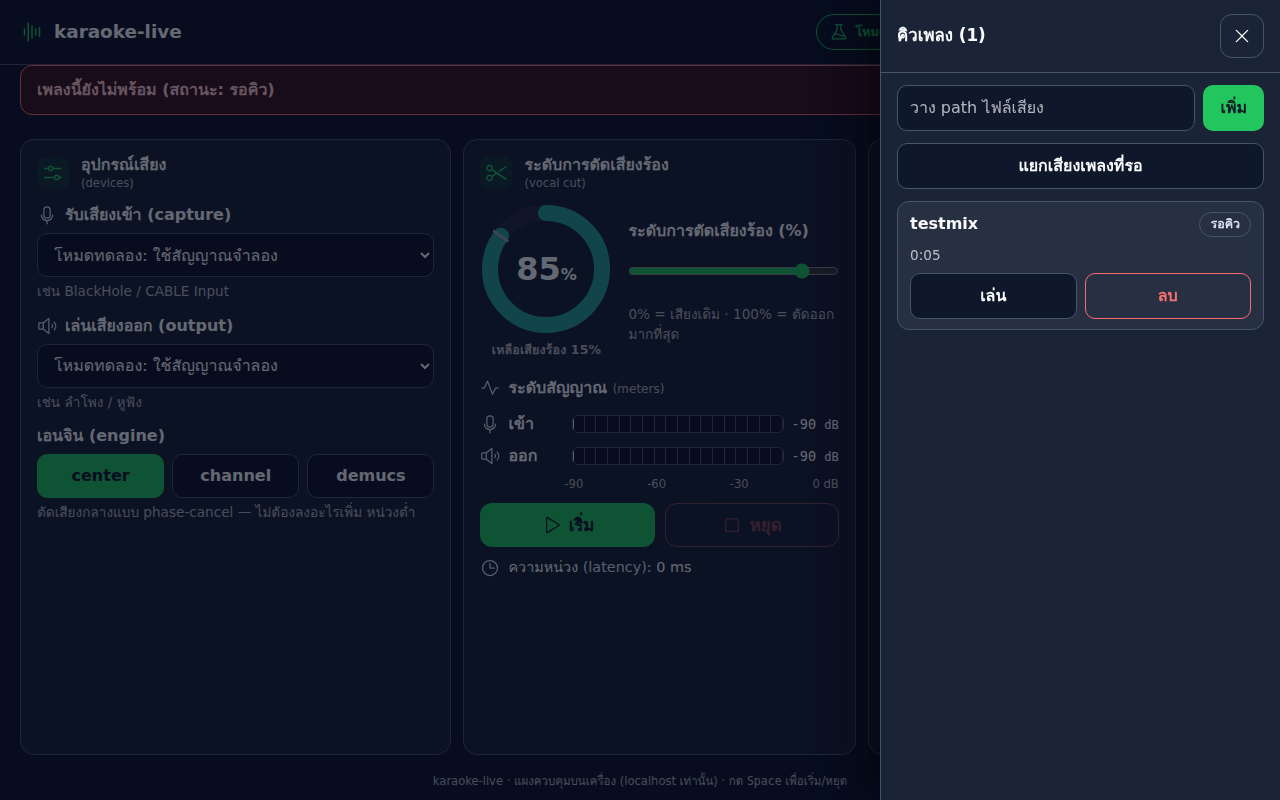 karaoke-live
เพลงนี้ยังไม่พร้อม (สถานะ: รอคิว)
อุปกรณ์เสียง
(devices)
รับเสียงเข้า (capture)
โหมดทดลอง: ใช้สัญญาณจำลอง
เช่น BlackHole / CABLE Input
เล่นเสียงออก (output)
โหมดทดลอง: ใช้สัญญาณจำลอง
เช่น ลำโพง / หูฟัง
เอนจิน (engine)
center
channel
demucs
ตัดเสียงกลางแบบ phase-cancel — ไม่ต้องลงอะไรเพิ่ม หน่วงต่ำ
ระดับการตัดเสียงร้อง
(vocal cut)
85%
เหลือเสียงร้อง 15%
ระดับการตัดเสียงร้อง (%)
0% = เสียงเดิม · 100% = ตัดออก
มากที่สุด
ระดับสัญญาณ (meters)
เข้า -90 dB
ออก -90 dB
-90 -60 -30 0 dB
เริ่ม
หยุด
ความหน่วง (latency): 0 ms
karaoke-live · แผงควบคุมบนเครื่อง (localhost เท่านั้น) · กด Space เพื่อเริ่ม/หยุด
คิวเพลง (1)
วาง path ไฟล์เสียง
เพิ่ม
แยกเสียงเพลงที่รอ
testmix
รอคิว
0:05
เล่น
ลบ